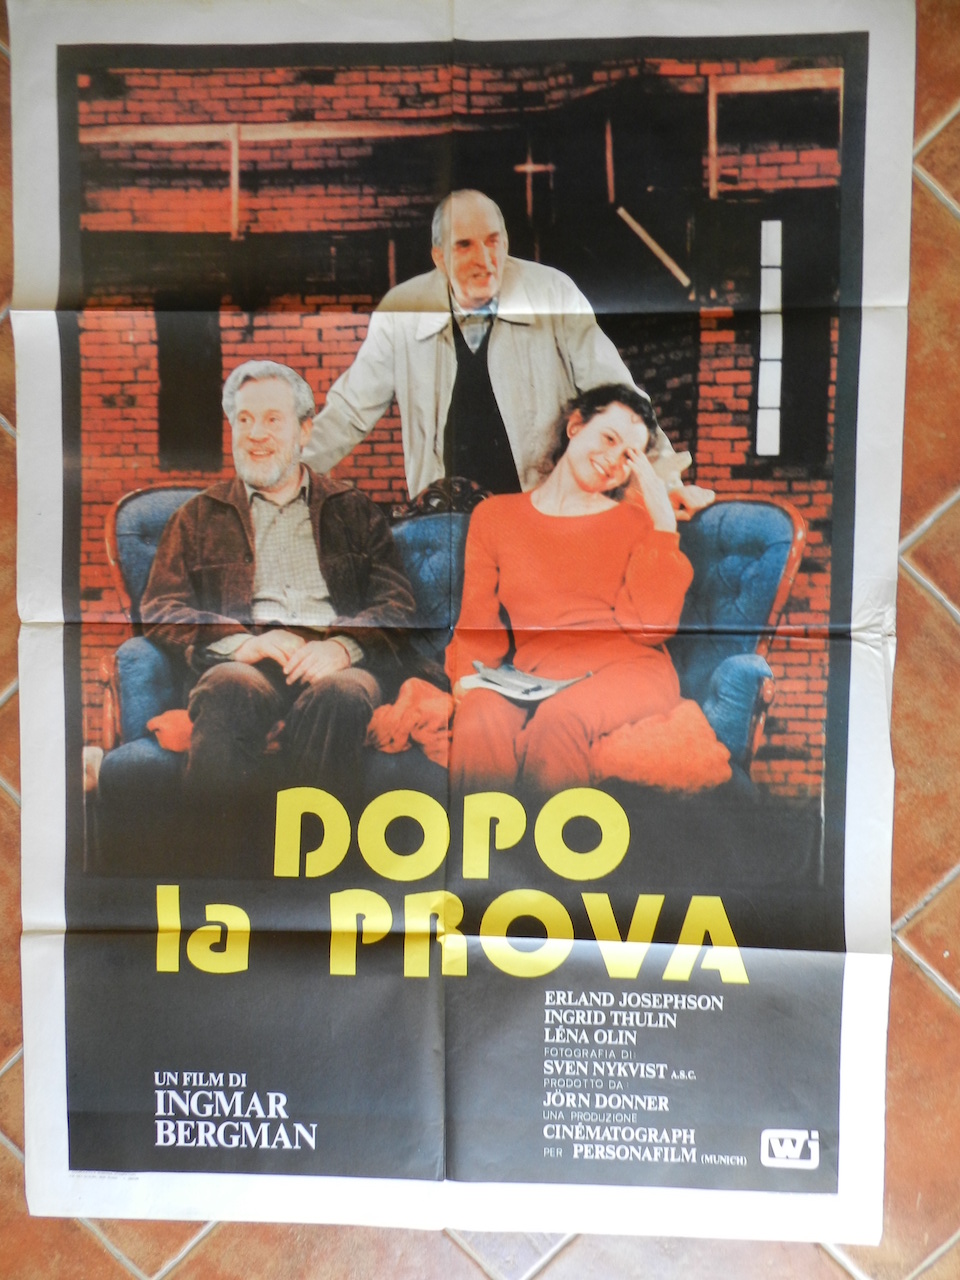 DOPO
la PROVA
UN FILM DI
INGMAR
BERGMAN
ERLAND JOSEPHSON
INGRID THULIN
LÉNA OLIN
FOTOGRAFIA DI
SVEN NYKVIST A.S.C.
PRODOTTO DA
JÖRN DONNER
UNA PRODUZIONE
CINÉMATOGRAPH
PER PERSONAFILM (MUNICH)